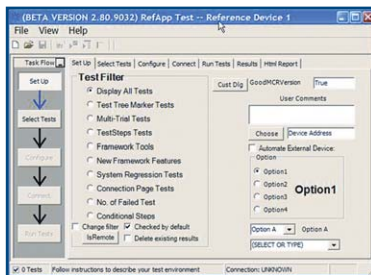 (BETA VERSION 2.80.9032) RefApp Test -- Reference Device 1
File View Help
Task Flow
Set Up
Select Tests
Configure
Connect
Run Tests
Set Up Select Tests Configure Connect Run Tests Results Html Report
Test Filter
Display All Tests
Test Tree Marker Tests
Multi-Trial Tests
TestSteps Tests
Framework Tools
New Framework Features
System Regression Tests
Connection Page Tests
No. of Failed Test
Conditional Steps
Change filter Checked by default
IsRemote Delete existing results
Cust Dlg GoodMCRVersion True
User Comments
Choose Device Address
Automate External Device:
Option
Option1
Option2
Option3
Option4
Option1
Option A Option A
(SELECT OR TYPE)
0 Tests Follow instructions to describe your test environment Connection: UNKNOWN